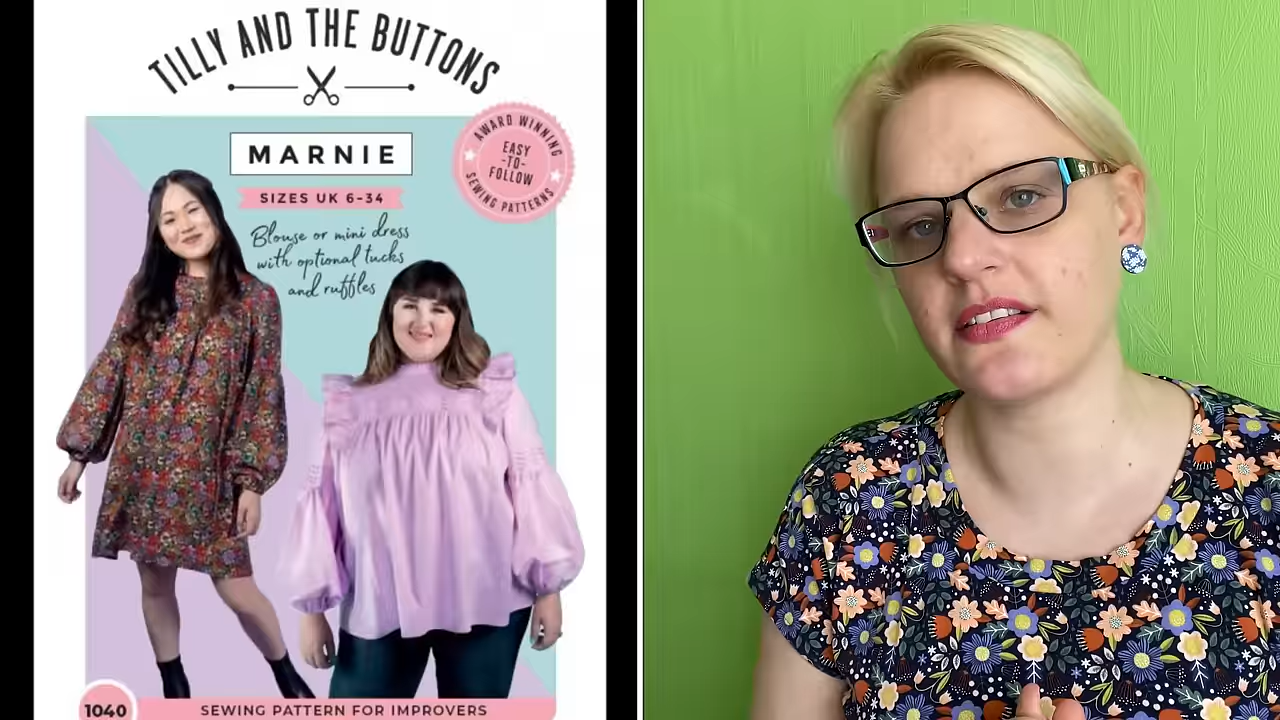 TILLY AND THE BUTTONS
MARNIE
SIZES UK 6-34
Blouse or mini dress
with optional tucks
and ruffles
AWARD WINNING
EASY
-TO-
FOLLOW
SEWING PATTERNS
1040
SEWING PATTERN FOR IMPROVERS